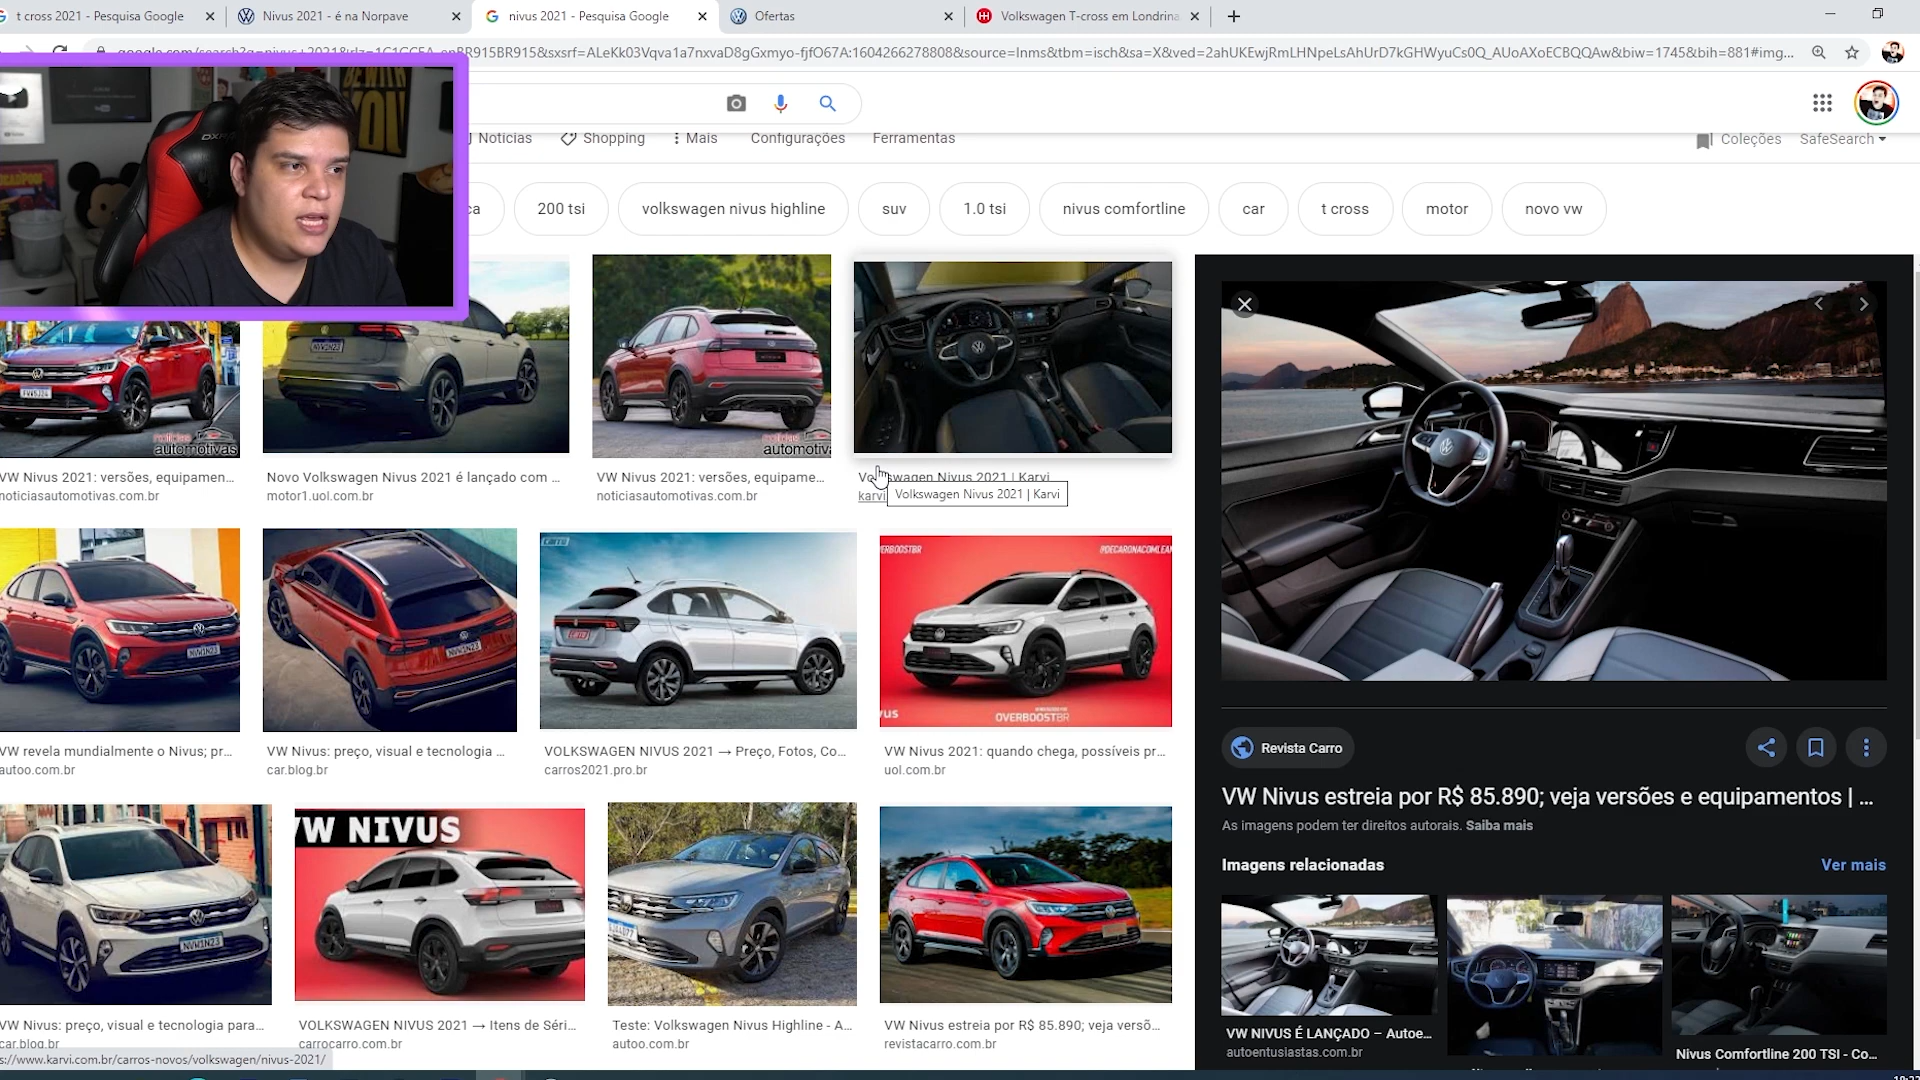 t cross 2021 - Pesquisa Google
Nivus 2021 - é na Norpave
nivus 2021 - Pesquisa Google
Ofertas
Volkswagen T-cross em Londrina
SafeSearch
Notícias
Shopping
Mais
Configurações
Ferramentas
Coleções
200 tsi
volkswagen nivus highline
suv
1.0 tsi
nivus comfortline
car
t cross
motor
novo vw
VW Nivus 2021: versões, equipamen...
noticiasautomotivas.com.br
Novo Volkswagen Nivus 2021 é lançado com ...
motor1.uol.com.br
VW Nivus 2021: versões, equipame...
noticiasautomotivas.com.br
Volkswagen Nivus 2021 | Karvi
Volkswagen Nivus 2021 | Karvi
VW revela mundialmente o Nivus; pr...
autoo.com.br
VW Nivus: preço, visual e tecnologia ...
car.blog.br
VOLKSWAGEN NIVUS 2021 → Preço, Fotos, Co...
carros2021.pro.br
OVERBOOSTBR
VW Nivus 2021: quando chega, possíveis pr...
uol.com.br
VW Nivus: preço, visual e tecnologia para...
car.blog.br
VW NIVUS
VOLKSWAGEN NIVUS 2021 → Itens de Séri...
carrocarro.com.br
Teste: Volkswagen Nivus Highline - A...
autoo.com.br
VW Nivus estreia por R$ 85.890; veja versõ...
revistacarro.com.br
s://www.karvi.com.br/carros-novos/volkswagen/nivus-2021/
Revista Carro
VW Nivus estreia por R$ 85.890; veja versões e equipamentos | ...
As imagens podem ter direitos autorais. Saiba mais
Imagens relacionadas
Ver mais
VW NIVUS É LANÇADO – Autoe...
autoentusiastas.com.br
Nivus Comfortline 200 TSI - Co...